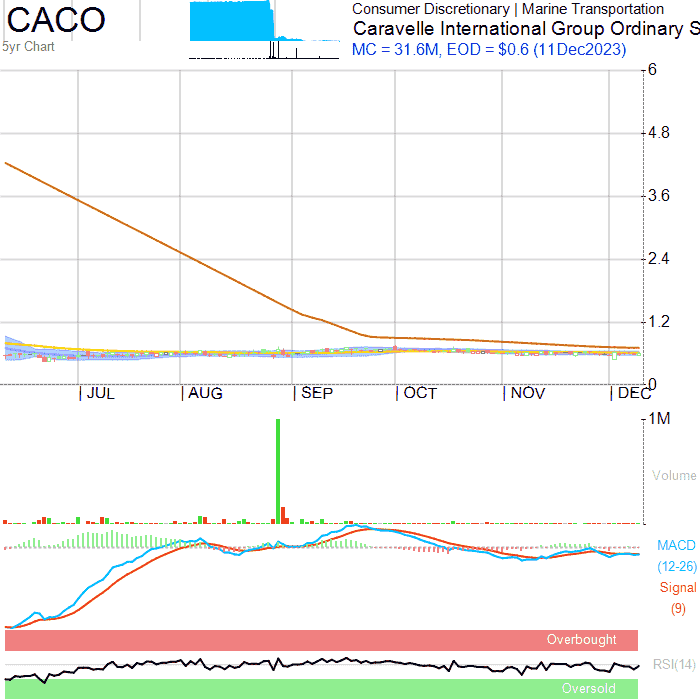 CACO
5yr Chart
Consumer Discretionary | Marine Transportation
Caravelle International Group Ordinary S
MC = 31.6M, EOD = $0.6 (11Dec2023)
6
4.8
3.6
2.4
1.2
0
JUL AUG SEP OCT NOV DEC
1M
Volume
MACD
(12-26)
Signal
(9)
Overbought
RSI(14)
Oversold